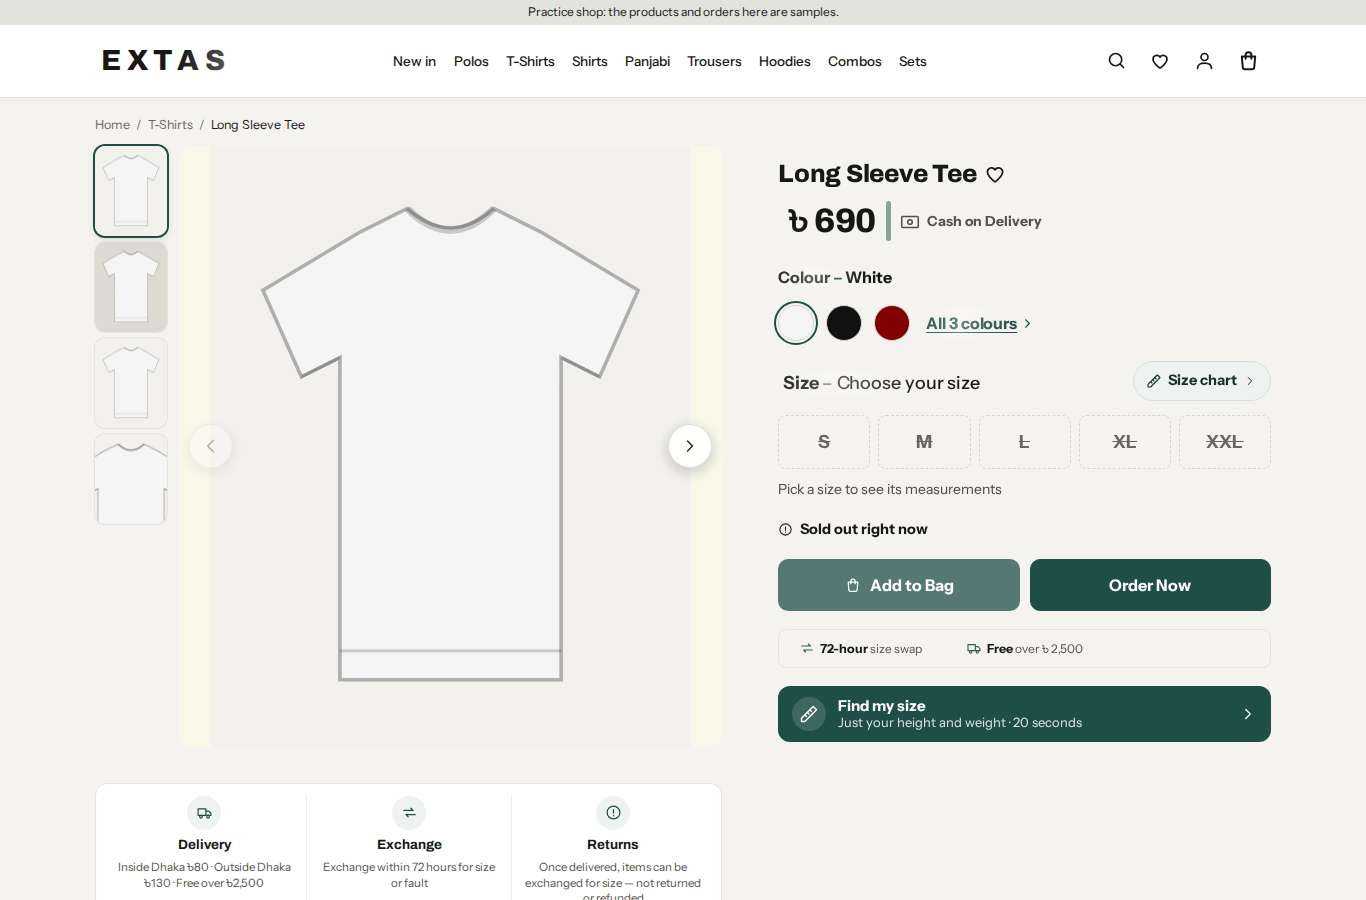 Practice shop: the products and orders here are samples.
EXTAS
New in Polos T-Shirts Shirts Panjabi Trousers Hoodies Combos Sets
Home / T-Shirts / Long Sleeve Tee
Long Sleeve Tee
৳ 690 Cash on Delivery
Colour – White
All 3 colours
Size – Choose your size
Size chart
S M L XL XXL
Pick a size to see its measurements
Sold out right now
Add to Bag Order Now
72-hour size swap Free over ৳ 2,500
Find my size
Just your height and weight · 20 seconds
Delivery
Inside Dhaka ৳80 · Outside Dhaka
৳130 · Free over ৳2,500
Exchange
Exchange within 72 hours for size
or fault
Returns
Once delivered, items can be
exchanged for size — not returned
or refunded